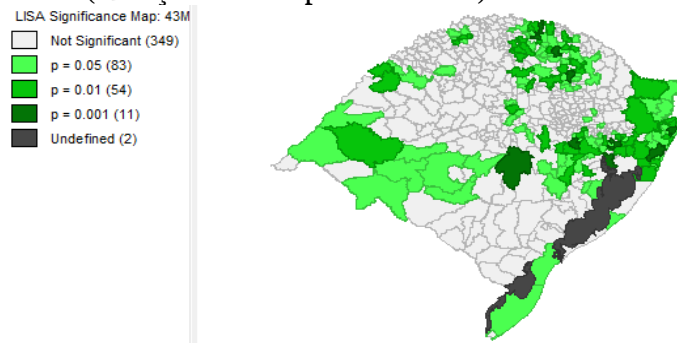 LISA Significance Map: 43M
Not Significant (349)
p = 0.05 (83)
p = 0.01 (54)
p = 0.001 (11)
Undefined (2)